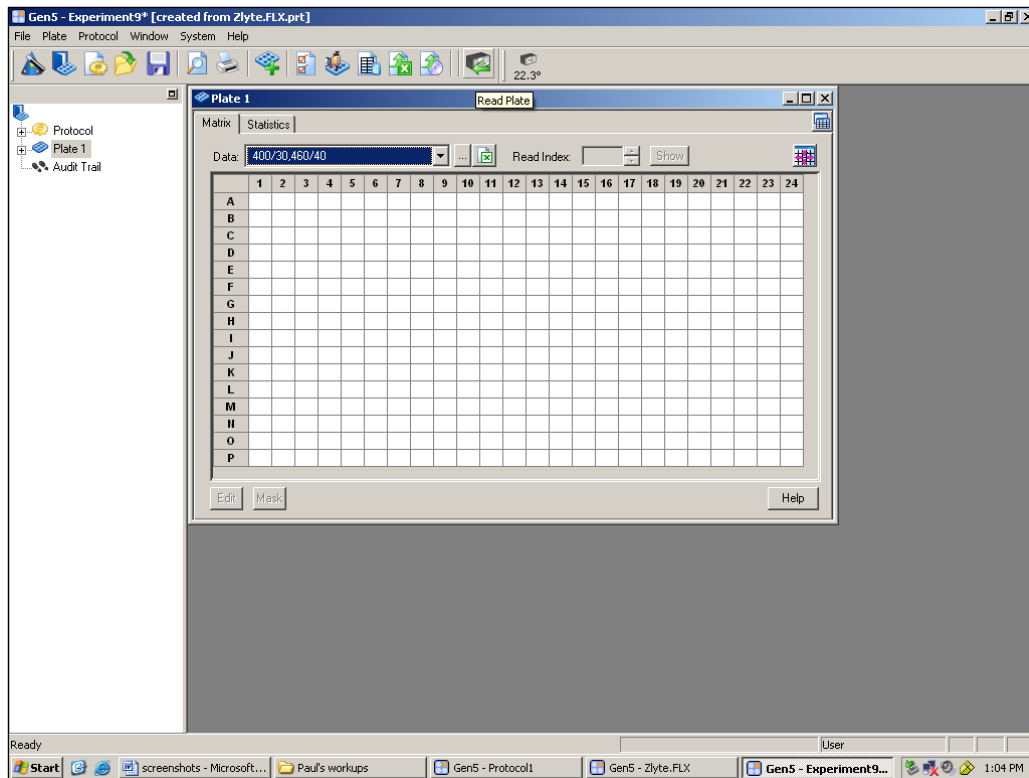 Gen5 - Experiment9* [created from Zlyte.FLX.prt]
File Plate Protocol Window System Help
22.3º
Read Plate
Protocol
Plate 1
Audit Trail
Plate 1
Matrix Statistics
Data: 400/30,460/40 ... Read Index: Show
1 2 3 4 5 6 7 8 9 10 11 12 13 14 15 16 17 18 19 20 21 22 23 24
A
B
C
D
E
F
G
H
I
J
K
L
M
N
O
P
Edit Mask Help
Ready User
Start screenshots - Microsoft... Paul's workups Gen5 - Protocol1 Gen5 - Zlyte.FLX Gen5 - Experiment9... 1:04 PM